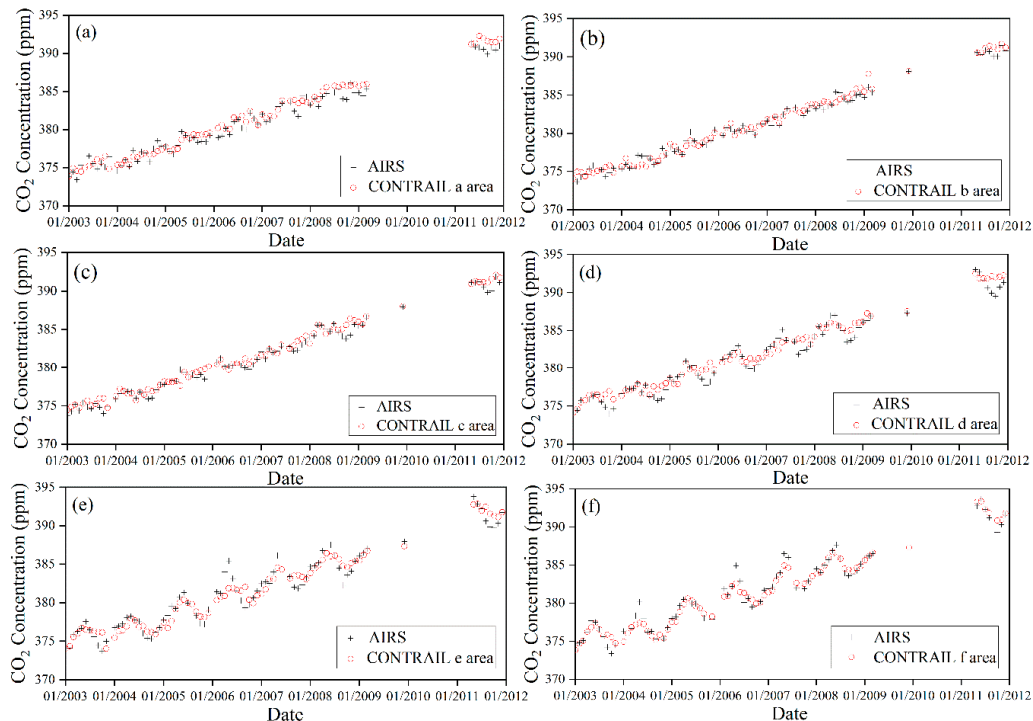 (a)
CO2 Concentration (ppm)
395
390
385
380
375
370
AIRS
CONTRAIL a area
01/2003 01/2004 01/2005 01/2006 01/2007 01/2008 01/2009 01/2010 01/2011 01/2012
Date
(b)
CO2 Concentration (ppm)
395
390
385
380
375
370
AIRS
CONTRAIL b area
01/2003 01/2004 01/2005 01/2006 01/2007 01/2008 01/2009 01/2010 01/2011 01/2012
Date
(c)
CO2 Concentration (ppm)
395
390
385
380
375
370
AIRS
CONTRAIL c area
01/2003 01/2004 01/2005 01/2006 01/2007 01/2008 01/2009 01/2010 01/2011 01/2012
Date
(d)
CO2 Concentration (ppm)
395
390
385
380
375
370
AIRS
CONTRAIL d area
01/2003 01/2004 01/2005 01/2006 01/2007 01/2008 01/2009 01/2010 01/2011 01/2012
Date
(e)
CO2 Concentration (ppm)
395
390
385
380
375
370
AIRS
CONTRAIL e area
01/2003 01/2004 01/2005 01/2006 01/2007 01/2008 01/2009 01/2010 01/2011 01/2012
Date
(f)
CO2 Concentration (ppm)
395
390
385
380
375
370
AIRS
CONTRAIL f area
01/2003 01/2004 01/2005 01/2006 01/2007 01/2008 01/2009 01/2010 01/2011 01/2012
Date